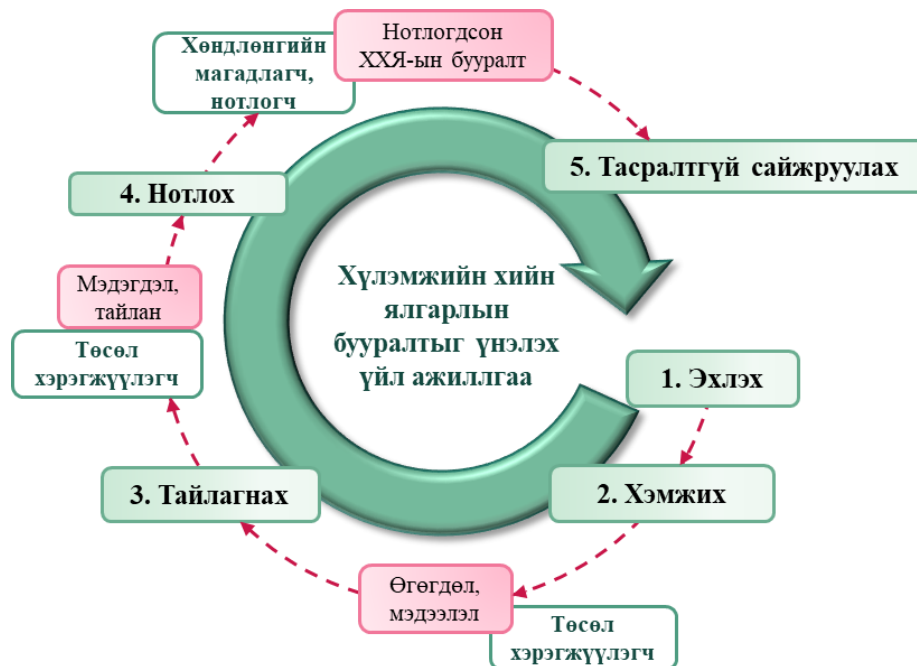 Хөндлөнгийн
магадлагч,
нотлогч
Нотлогдсон
ХХЯ-ын бууралт
5. Тасралтгүй сайжруулах
4. Нотлох
Мэдэгдэл,
тайлан
Төсөл
хэрэгжүүлэгч
Хүлэмжийн хийн
ялгарлын
бууралтыг үнэлэх
үйл ажиллгаа
1. Эхлэх
2. Хэмжих
3. Тайлагнах
Өгөгдөл,
мэдээлэл
Төсөл
хэрэгжүүлэгч